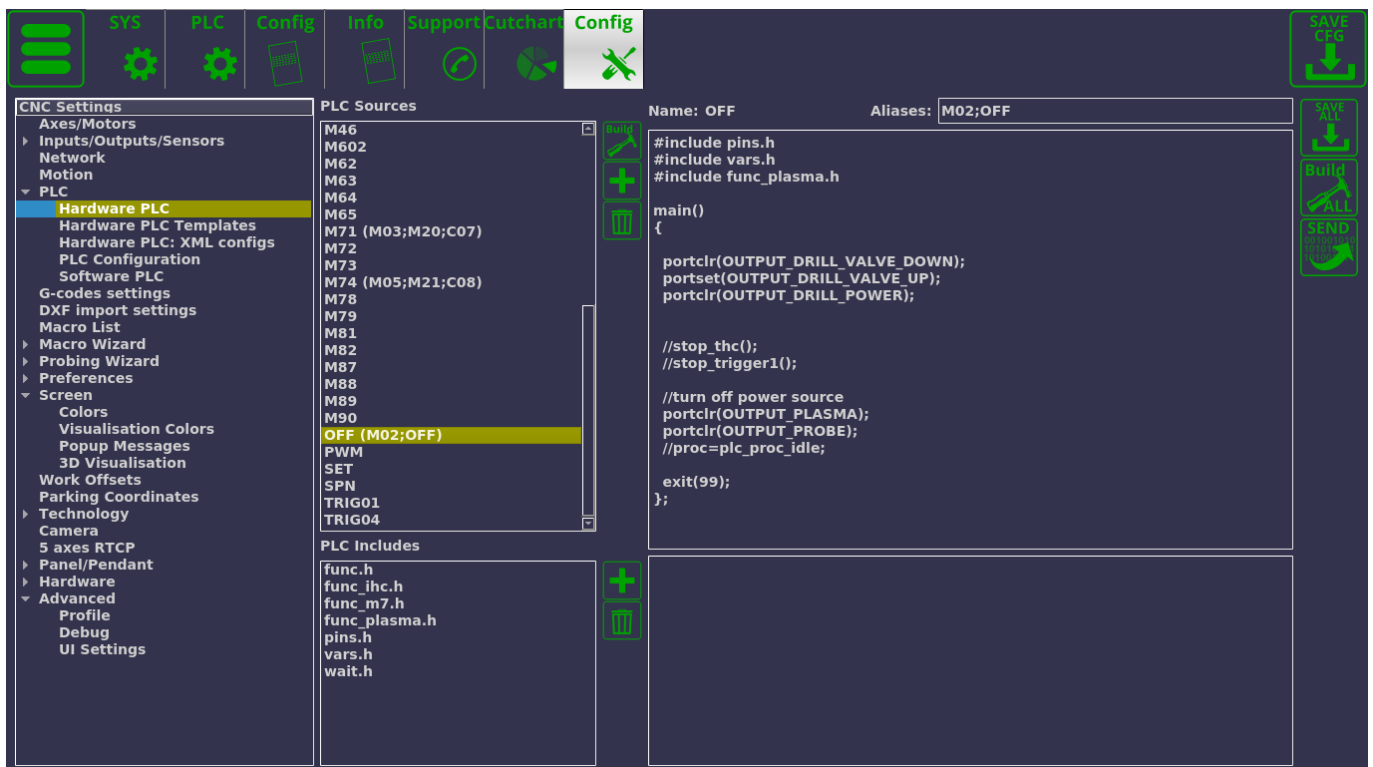 SYS
PLC
Config
Info
Support
Cutchart
Config
SAVE
CFG
CNC Settings
Axes/Motors
Inputs/Outputs/Sensors
Network
Motion
PLC
Hardware PLC
Hardware PLC Templates
Hardware PLC: XML configs
PLC Configuration
Software PLC
G-codes settings
DXF import settings
Macro List
Macro Wizard
Probing Wizard
Preferences
Screen
Colors
Visualisation Colors
Popup Messages
3D Visualisation
Work Offsets
Parking Coordinates
Technology
Camera
5 axes RTCP
Panel/Pendant
Hardware
Advanced
Profile
Debug
UI Settings
PLC Sources
M46
M602
M62
M63
M64
M65
M71 (M03;M20;C07)
M72
M73
M74 (M05;M21;C08)
M78
M79
M81
M82
M87
M88
M89
M90
OFF (M02;OFF)
PWM
SET
SPN
TRIG01
TRIG04
PLC Includes
func.h
func_ihc.h
func_m7.h
func_plasma.h
pins.h
vars.h
wait.h
Build
Name: OFF
Aliases: M02;OFF
#include pins.h
#include vars.h
#include func_plasma.h
main()
{
portclr(OUTPUT_DRILL_VALVE_DOWN);
portset(OUTPUT_DRILL_VALVE_UP);
portclr(OUTPUT_DRILL_POWER);
//stop_thc();
//stop_trigger1();
//turn off power source
portclr(OUTPUT_PLASMA);
portclr(OUTPUT_PROBE);
//proc=plc_proc_idle;
exit(99);
};
SAVE
ALL
Build
ALL
SEND